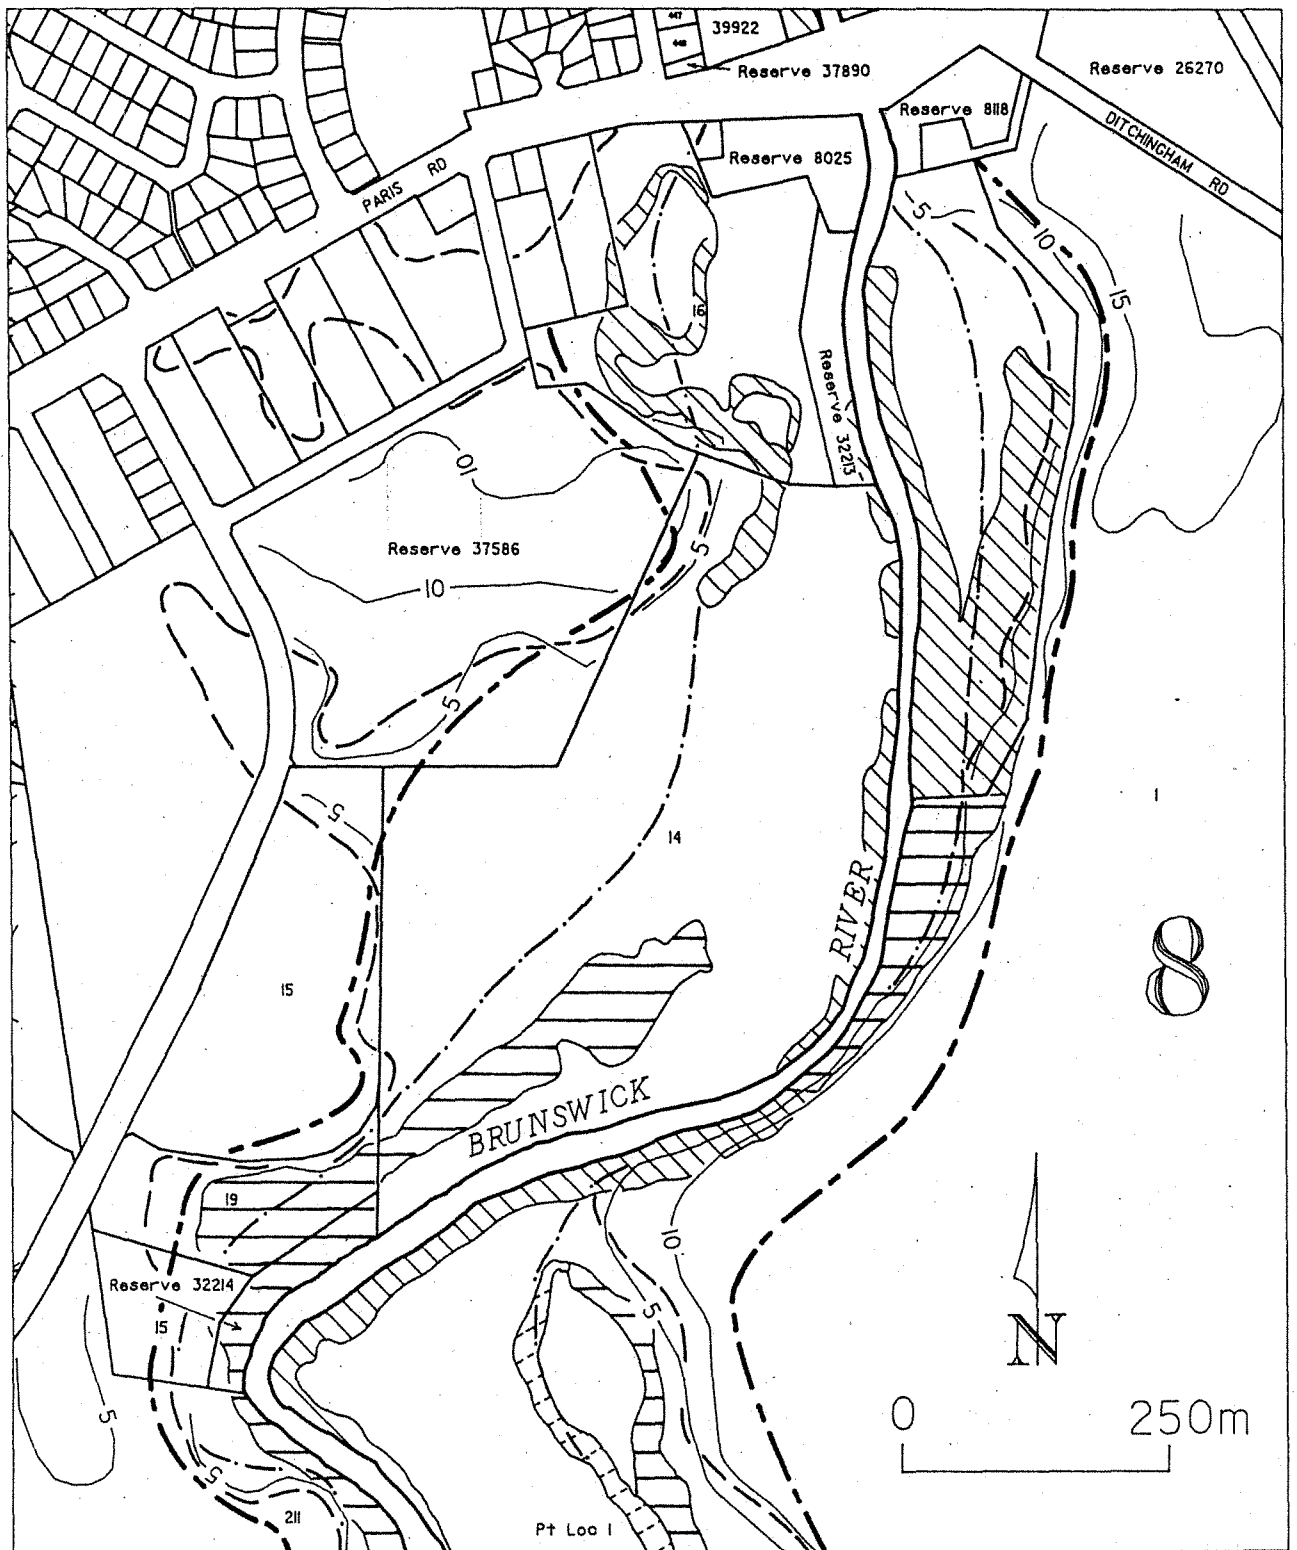 447
448
39922
Reserve 37890
Reserve 26270
Reserve 8118
DITCHINGHAM RD
Reserve 8025
PARIS RD
5
10
15
16
Reserve 32213
10
Reserve 37586
5
10
5
5
14
1
RIVER
15
8
BRUNSWICK
19
10
Reserve 32214
15
5
N
5
0 250m
5
211
Pt Loc 1